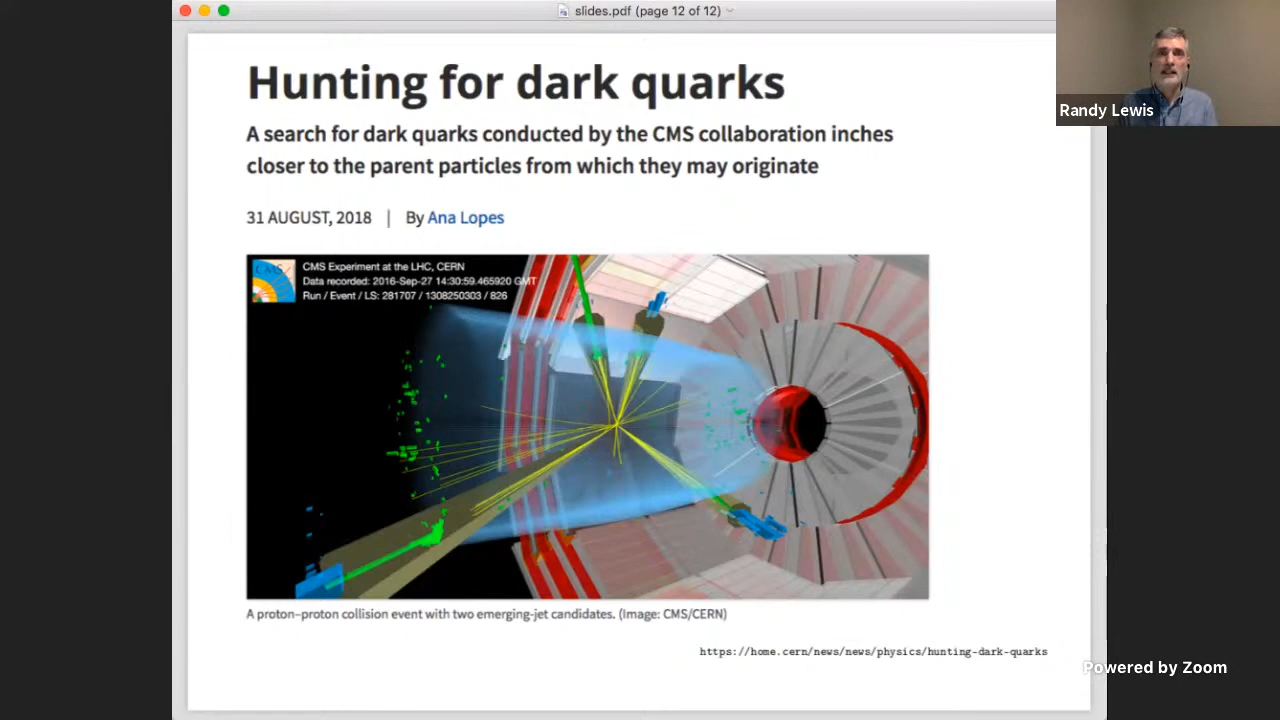 slides.pdf (page 12 of 12)
Hunting for dark quarks
A search for dark quarks conducted by the CMS collaboration inches
closer to the parent particles from which they may originate
31 AUGUST, 2018 | By Ana Lopes
CMS
CMS Experiment at the LHC, CERN
Data recorded: 2016-Sep-27 14:30:59.465920 GMT
Run / Event / LS: 281707 / 1308250303 / 826
A proton–proton collision event with two emerging-jet candidates. (Image: CMS/CERN)
https://home.cern/news/news/physics/hunting-dark-quarks
Randy Lewis
Powered by Zoom